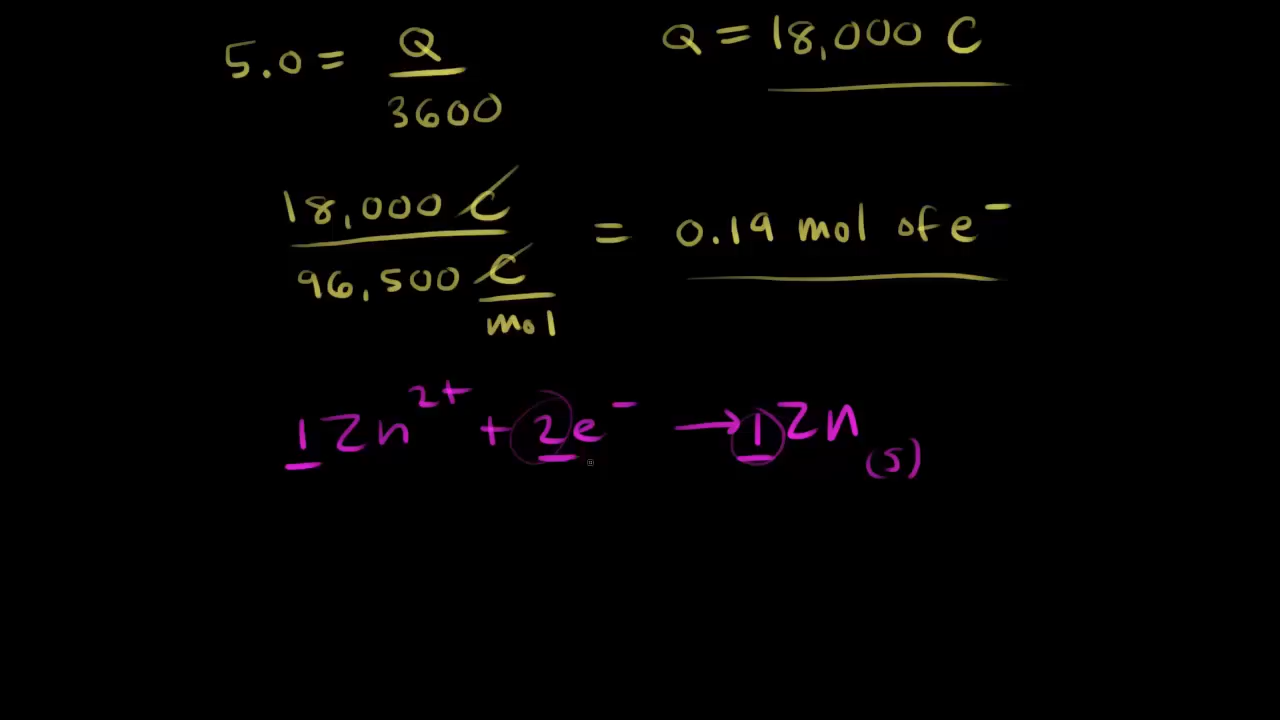 5.0 = Q / 3600
Q = 18,000 C
18,000 C / 96,500 C/mol = 0.19 mol of e⁻
1 Zn²⁺ + 2e⁻ → 1 Zn (s)